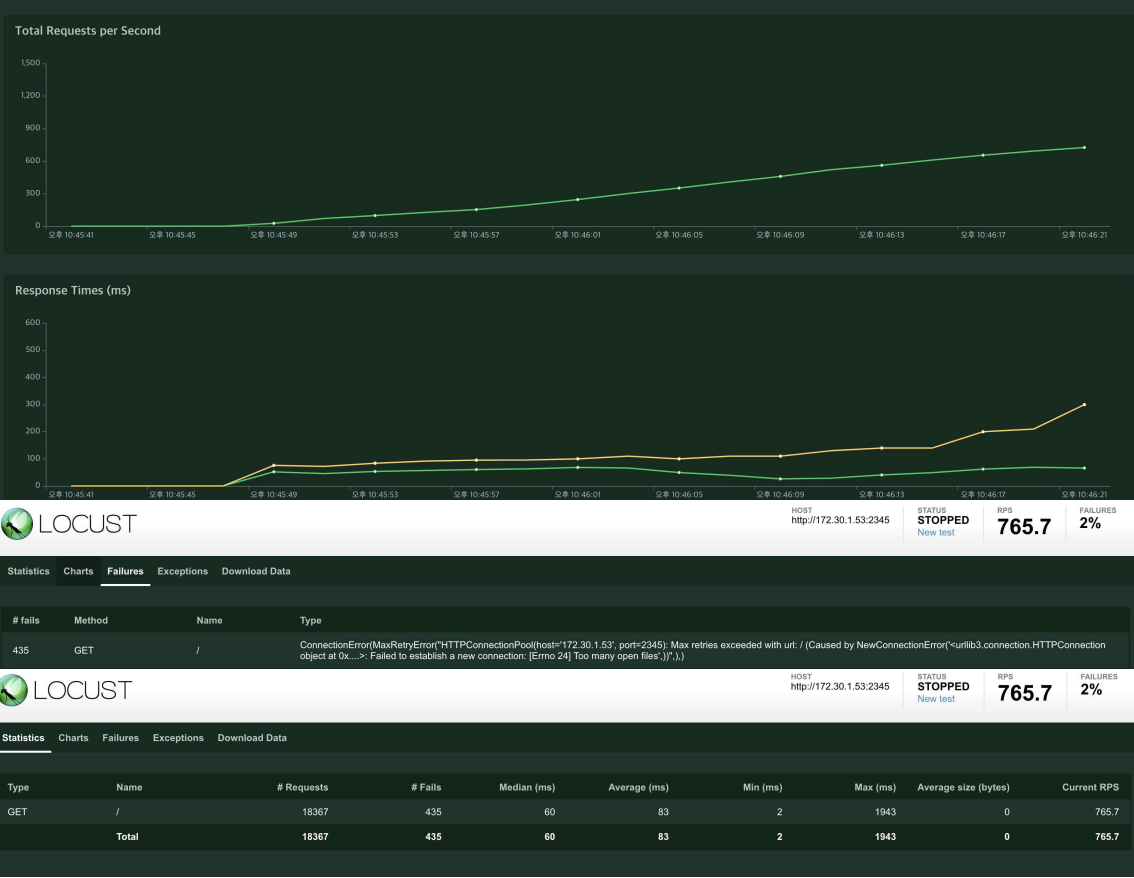 Total Requests per Second
1,500
1,200
900
600
300
0
오후 10:45:41 오후 10:45:45 오후 10:45:49 오후 10:45:53 오후 10:45:57 오후 10:46:01 오후 10:46:05 오후 10:46:09 오후 10:46:13 오후 10:46:17 오후 10:46:21
Response Times (ms)
600
500
400
300
200
100
0
오후 10:45:41 오후 10:45:45 오후 10:45:49 오후 10:45:53 오후 10:45:57 오후 10:46:01 오후 10:46:05 오후 10:46:09 오후 10:46:13 오후 10:46:17 오후 10:46:21
LOCUST
HOST STATUS RPS FAILURES
http://172.30.1.53:2345 STOPPED 765.7 2%
New test
Statistics Charts Failures Exceptions Download Data
# fails Method Name Type
435 GET / ConnectionError(MaxRetryError("HTTPConnectionPool(host='172.30.1.53', port=2345): Max retries exceeded with url: / (Caused by NewConnectionError('<urllib3.connection.HTTPConnection
object at 0x....>: Failed to establish a new connection: [Errno 24] Too many open files',))",),)
LOCUST
HOST STATUS RPS FAILURES
http://172.30.1.53:2345 STOPPED 765.7 2%
New test
Statistics Charts Failures Exceptions Download Data
Type Name # Requests # Fails Median (ms) Average (ms) Min (ms) Max (ms) Average size (bytes) Current RPS
GET / 18367 435 60 83 2 1943 0 765.7
Total 18367 435 60 83 2 1943 0 765.7